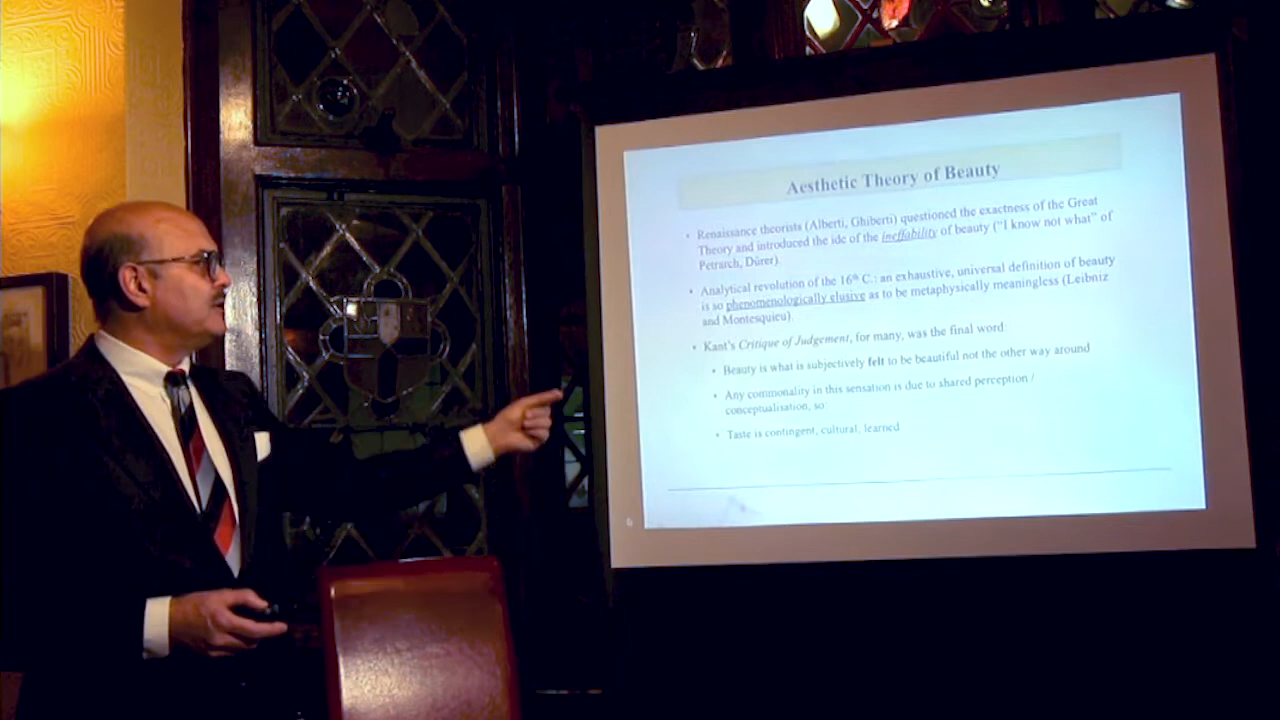 Aesthetic Theory of Beauty
• Renaissance theorists (Alberti, Ghiberti) questioned the exactness of the Great
Theory and introduced the ide of the ineffability of beauty (“I know not what” of
Petrarch, Dürer).
• Analytical revolution of the 16th C.: an exhaustive, universal definition of beauty
is so phenomenologically elusive as to be metaphysically meaningless (Leibniz
and Montesquieu).
• Kant's Critique of Judgement, for many, was the final word:
• Beauty is what is subjectively felt to be beautiful not the other way around
• Any commonality in this sensation is due to shared perception /
conceptualisation, so:
• Taste is contingent, cultural, learned